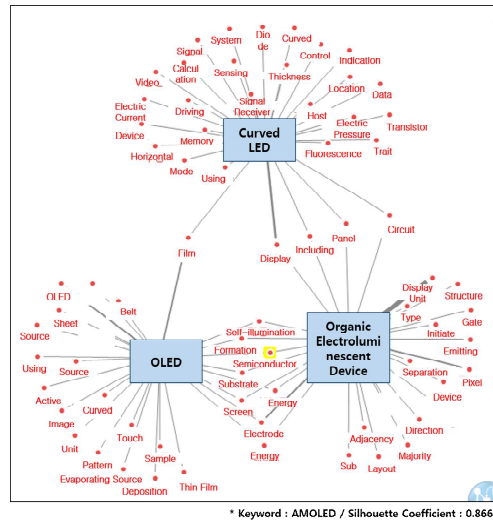 System
Dio
de
Curved
Signal
Control
Indication
Calcul
ation
Sensing
Thickness
Video
Location
Data
Electric
Current
Driving
Signal
Receiver
Host
Electric
Pressure
Transistor
Device
Memory
Curved
LED
Fluorescence
Trait
Horizontal
Mode
Using
Film
Display
Including
Panel
Circuit
OLED
Belt
Sheet
Source
Using
Source
Active
Image
Curved
Unit
Touch
Pattern
Sample
Evaporating Source
Deposition
Thin Film
OLED
Self-illumination
Formation
Semiconductor
Substrate
Screen
Energy
Electrode
Energy
Organic
Electrolumi
nescent
Device
Display
Unit
Structure
Type
Gate
Initiate
Emitting
Separation
Pixel
Device
Direction
Adjacency
Majority
Sub
Layout
* Keyword : AMOLED / Silhouette Coefficient : 0.866